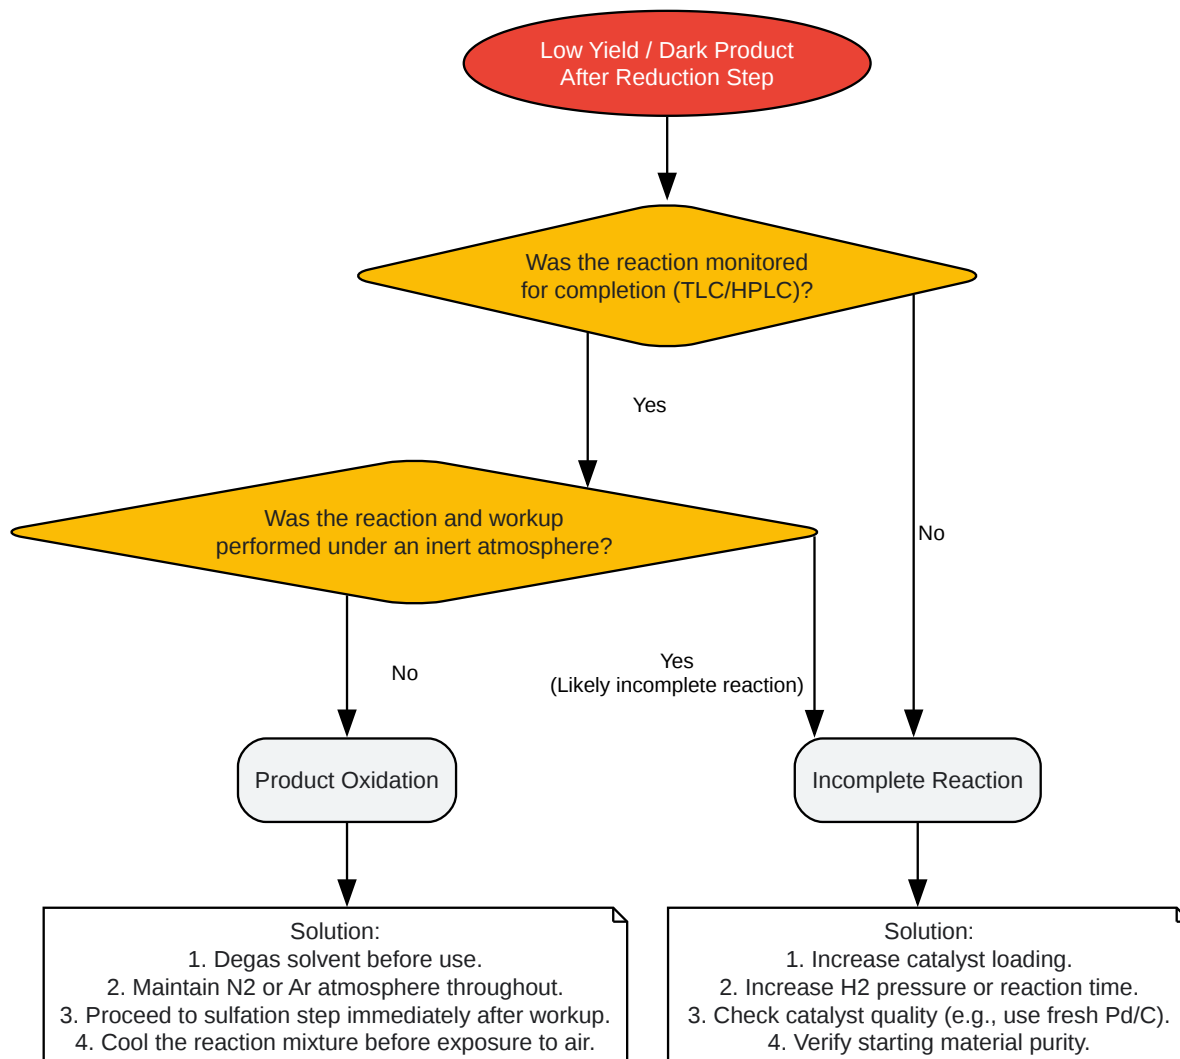 Low Yield / Dark Product
After Reduction Step
Was the reaction monitored
for completion (TLC/HPLC)?
Yes
Was the reaction and workup
performed under an inert atmosphere?
No
No
Yes
(Likely incomplete reaction)
Product Oxidation
Incomplete Reaction
Solution:
1. Degas solvent before use.
2. Maintain N2 or Ar atmosphere throughout.
3. Proceed to sulfation step immediately after workup.
4. Cool the reaction mixture before exposure to air.
Solution:
1. Increase catalyst loading.
2. Increase H2 pressure or reaction time.
3. Check catalyst quality (e.g., use fresh Pd/C).
4. Verify starting material purity.